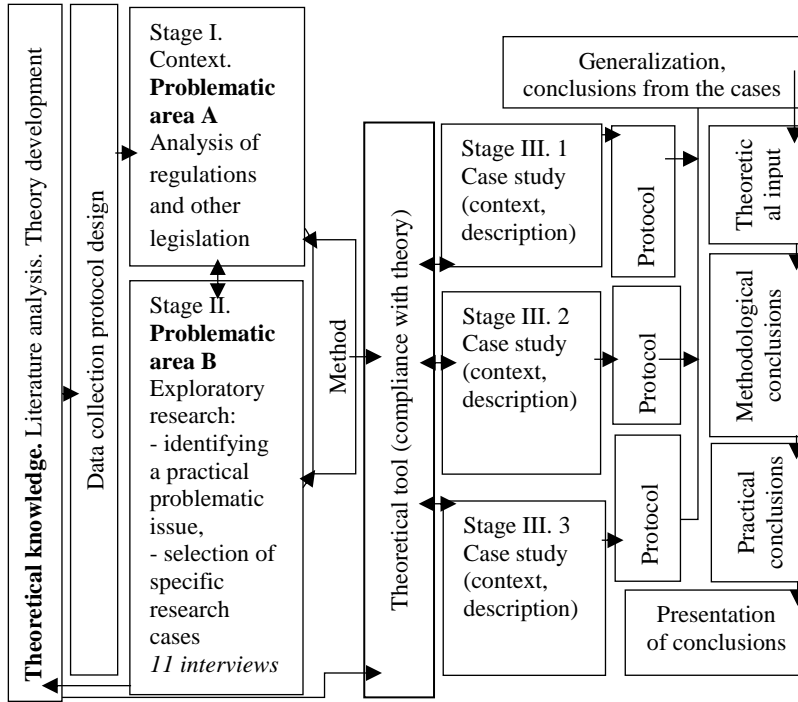 Theoretical knowledge. Literature analysis. Theory development
Data collection protocol design
Stage I.
Context.
Problematic
area A
Analysis of
regulations
and other
legislation
Stage II.
Problematic
area B
Exploratory
research:
- identifying
a practical
problematic
issue,
- selection of
specific
research
cases
11 interviews
Method
Theoretical tool (compliance with theory)
Stage III. 1
Case study
(context,
description)
Stage III. 2
Case study
(context,
description)
Stage III. 3
Case study
(context,
description)
Protocol
Protocol
Protocol
Generalization,
conclusions from the cases
Theoretic
al input
Methodological
conclusions
Practical
conclusions
Presentation
of conclusions